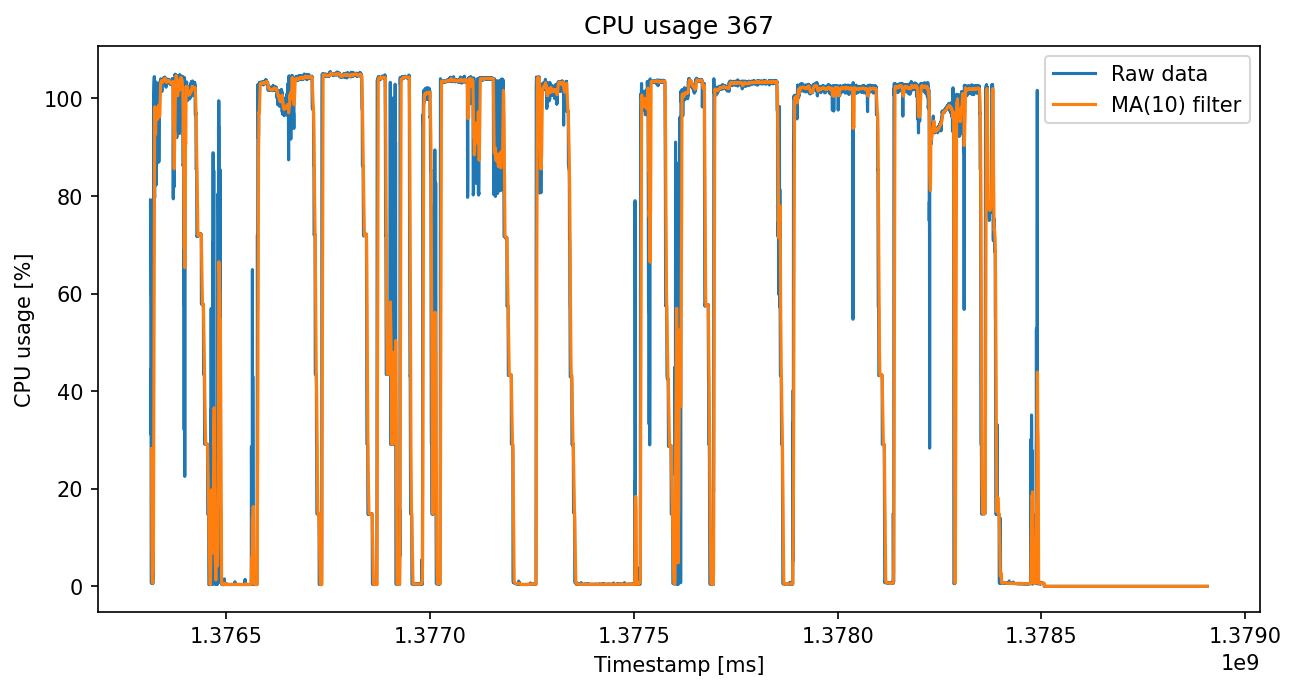 CPU usage 367
Raw data
MA(10) filter
CPU usage [%]
100
80
60
40
20
0
1.3765 1.3770 1.3775 1.3780 1.3785 1.3790
1e9
Timestamp [ms]